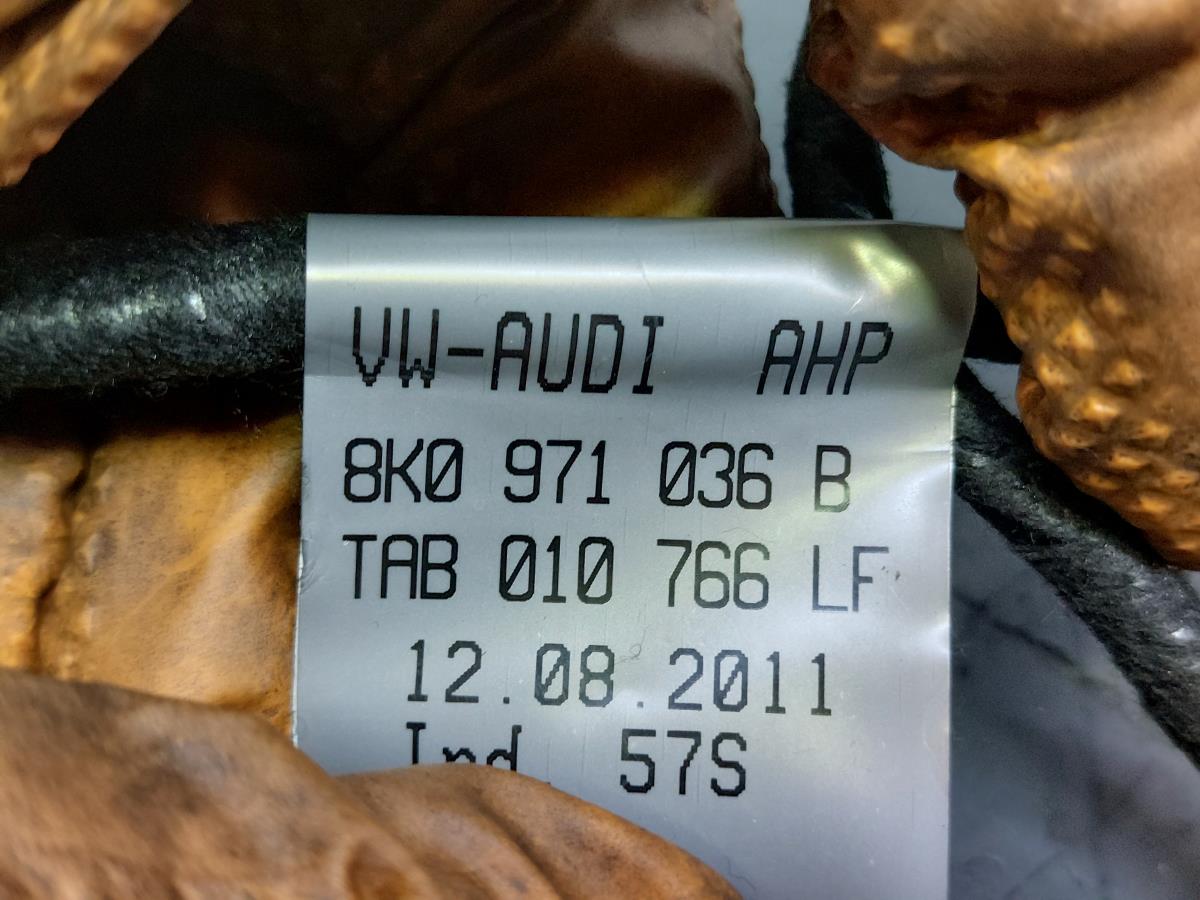 VW-AUDI AHP
8K0 971 036 B
TAB 010 766 LF
12.08.2011
Ind. 57S